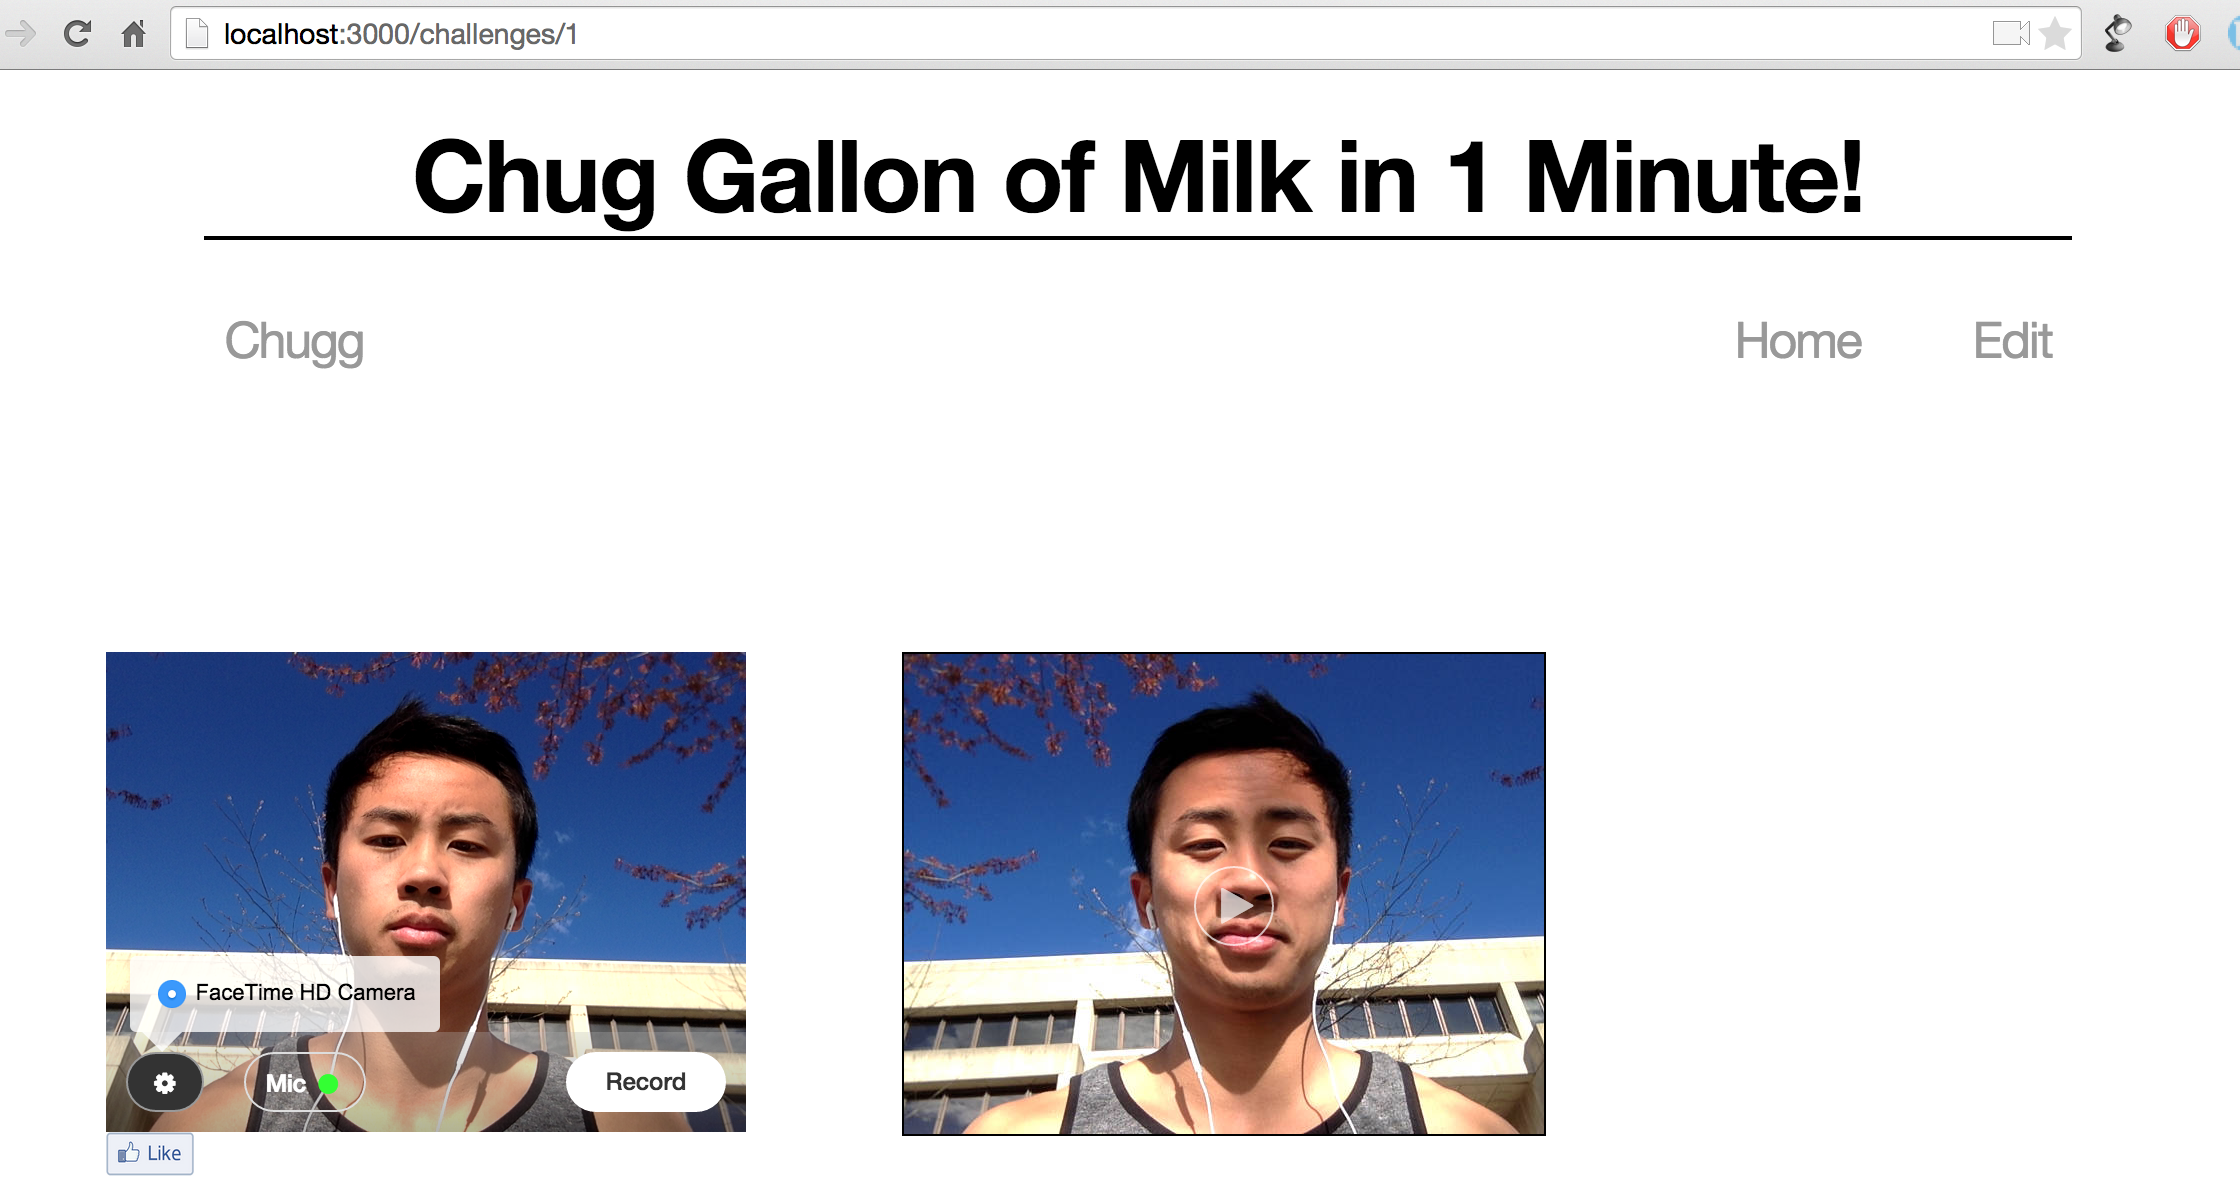 localhost:3000/challenges/1
Chug Gallon of Milk in 1 Minute!
Chugg Home Edit
FaceTime HD Camera
Mic Record
Like